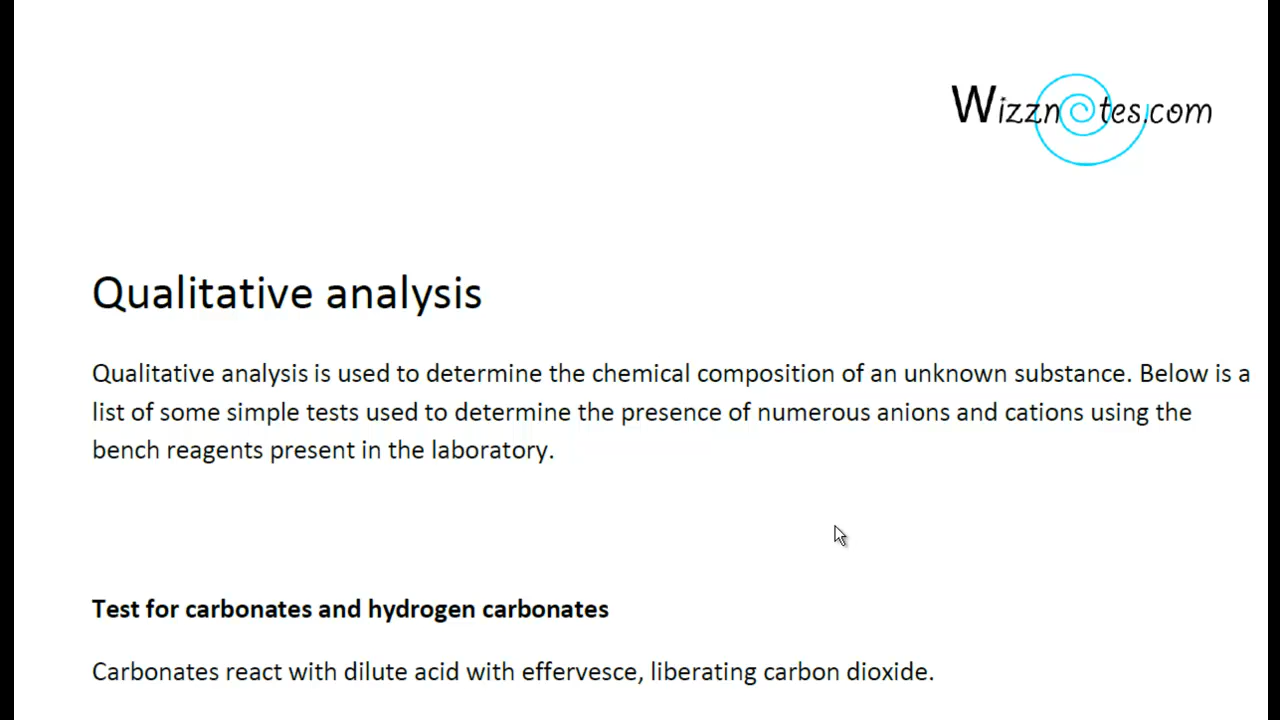 Wizznotes.com
Qualitative analysis
Qualitative analysis is used to determine the chemical composition of an unknown substance. Below is a
list of some simple tests used to determine the presence of numerous anions and cations using the
bench reagents present in the laboratory.
Test for carbonates and hydrogen carbonates
Carbonates react with dilute acid with effervesce, liberating carbon dioxide.